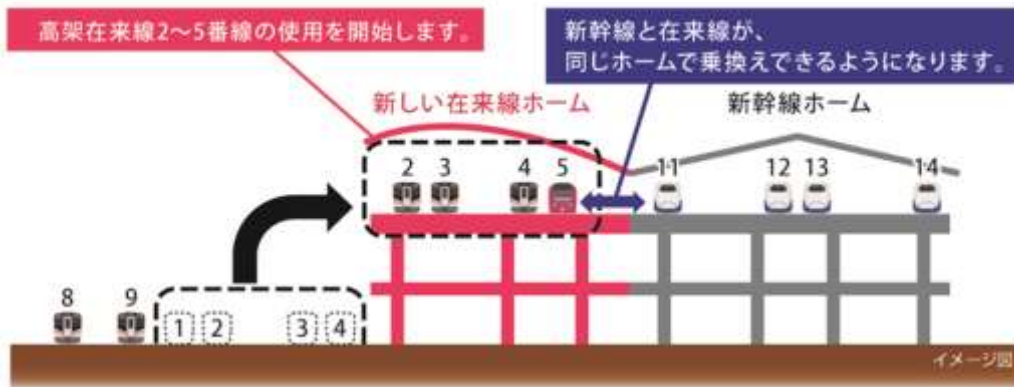 高架在来線2〜5番線の使用を開始します。
新幹線と在来線が、
同じホームで乗換えできるようになります。
新しい在来線ホーム
新幹線ホーム
2 3 4 5 11 12 13 14
8 9 1 2 3 4
イメージ図